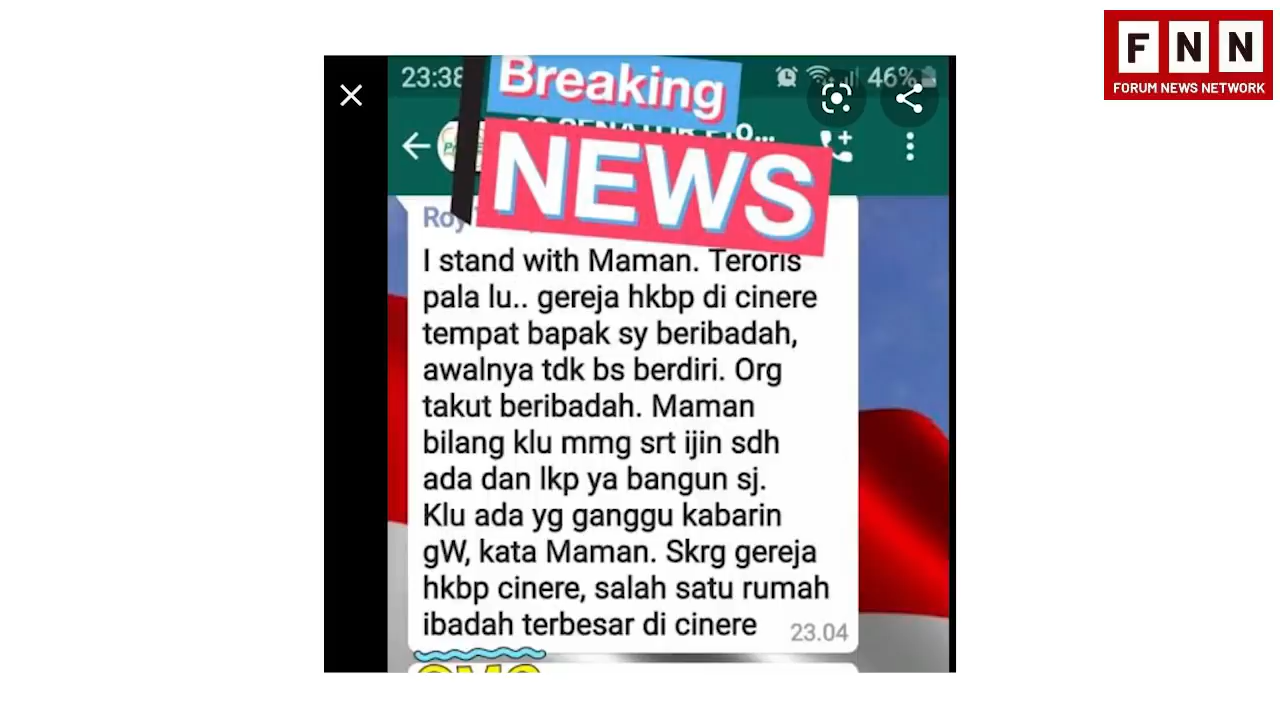 FNN
FORUM NEWS NETWORK
23:38
46%
Breaking
NEWS
Roy
I stand with Maman. Teroris
pala lu.. gereja hkbp di cinere
tempat bapak sy beribadah,
awalnya tdk bs berdiri. Org
takut beribadah. Maman
bilang klu mmg srt ijin sdh
ada dan lkp ya bangun sj.
Klu ada yg ganggu kabarin
gW, kata Maman. Skrg gereja
hkbp cinere, salah satu rumah
ibadah terbesar di cinere
23.04